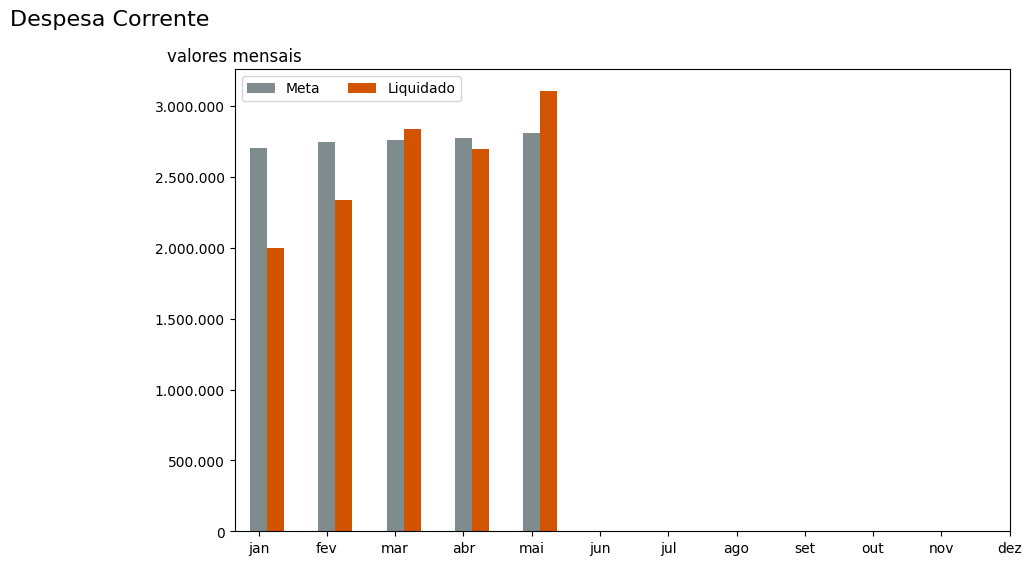 Despesa Corrente
valores mensais
Meta Liquidado
3.000.000
2.500.000
2.000.000
1.500.000
1.000.000
500.000
0
jan fev mar abr mai jun jul ago set out nov dez